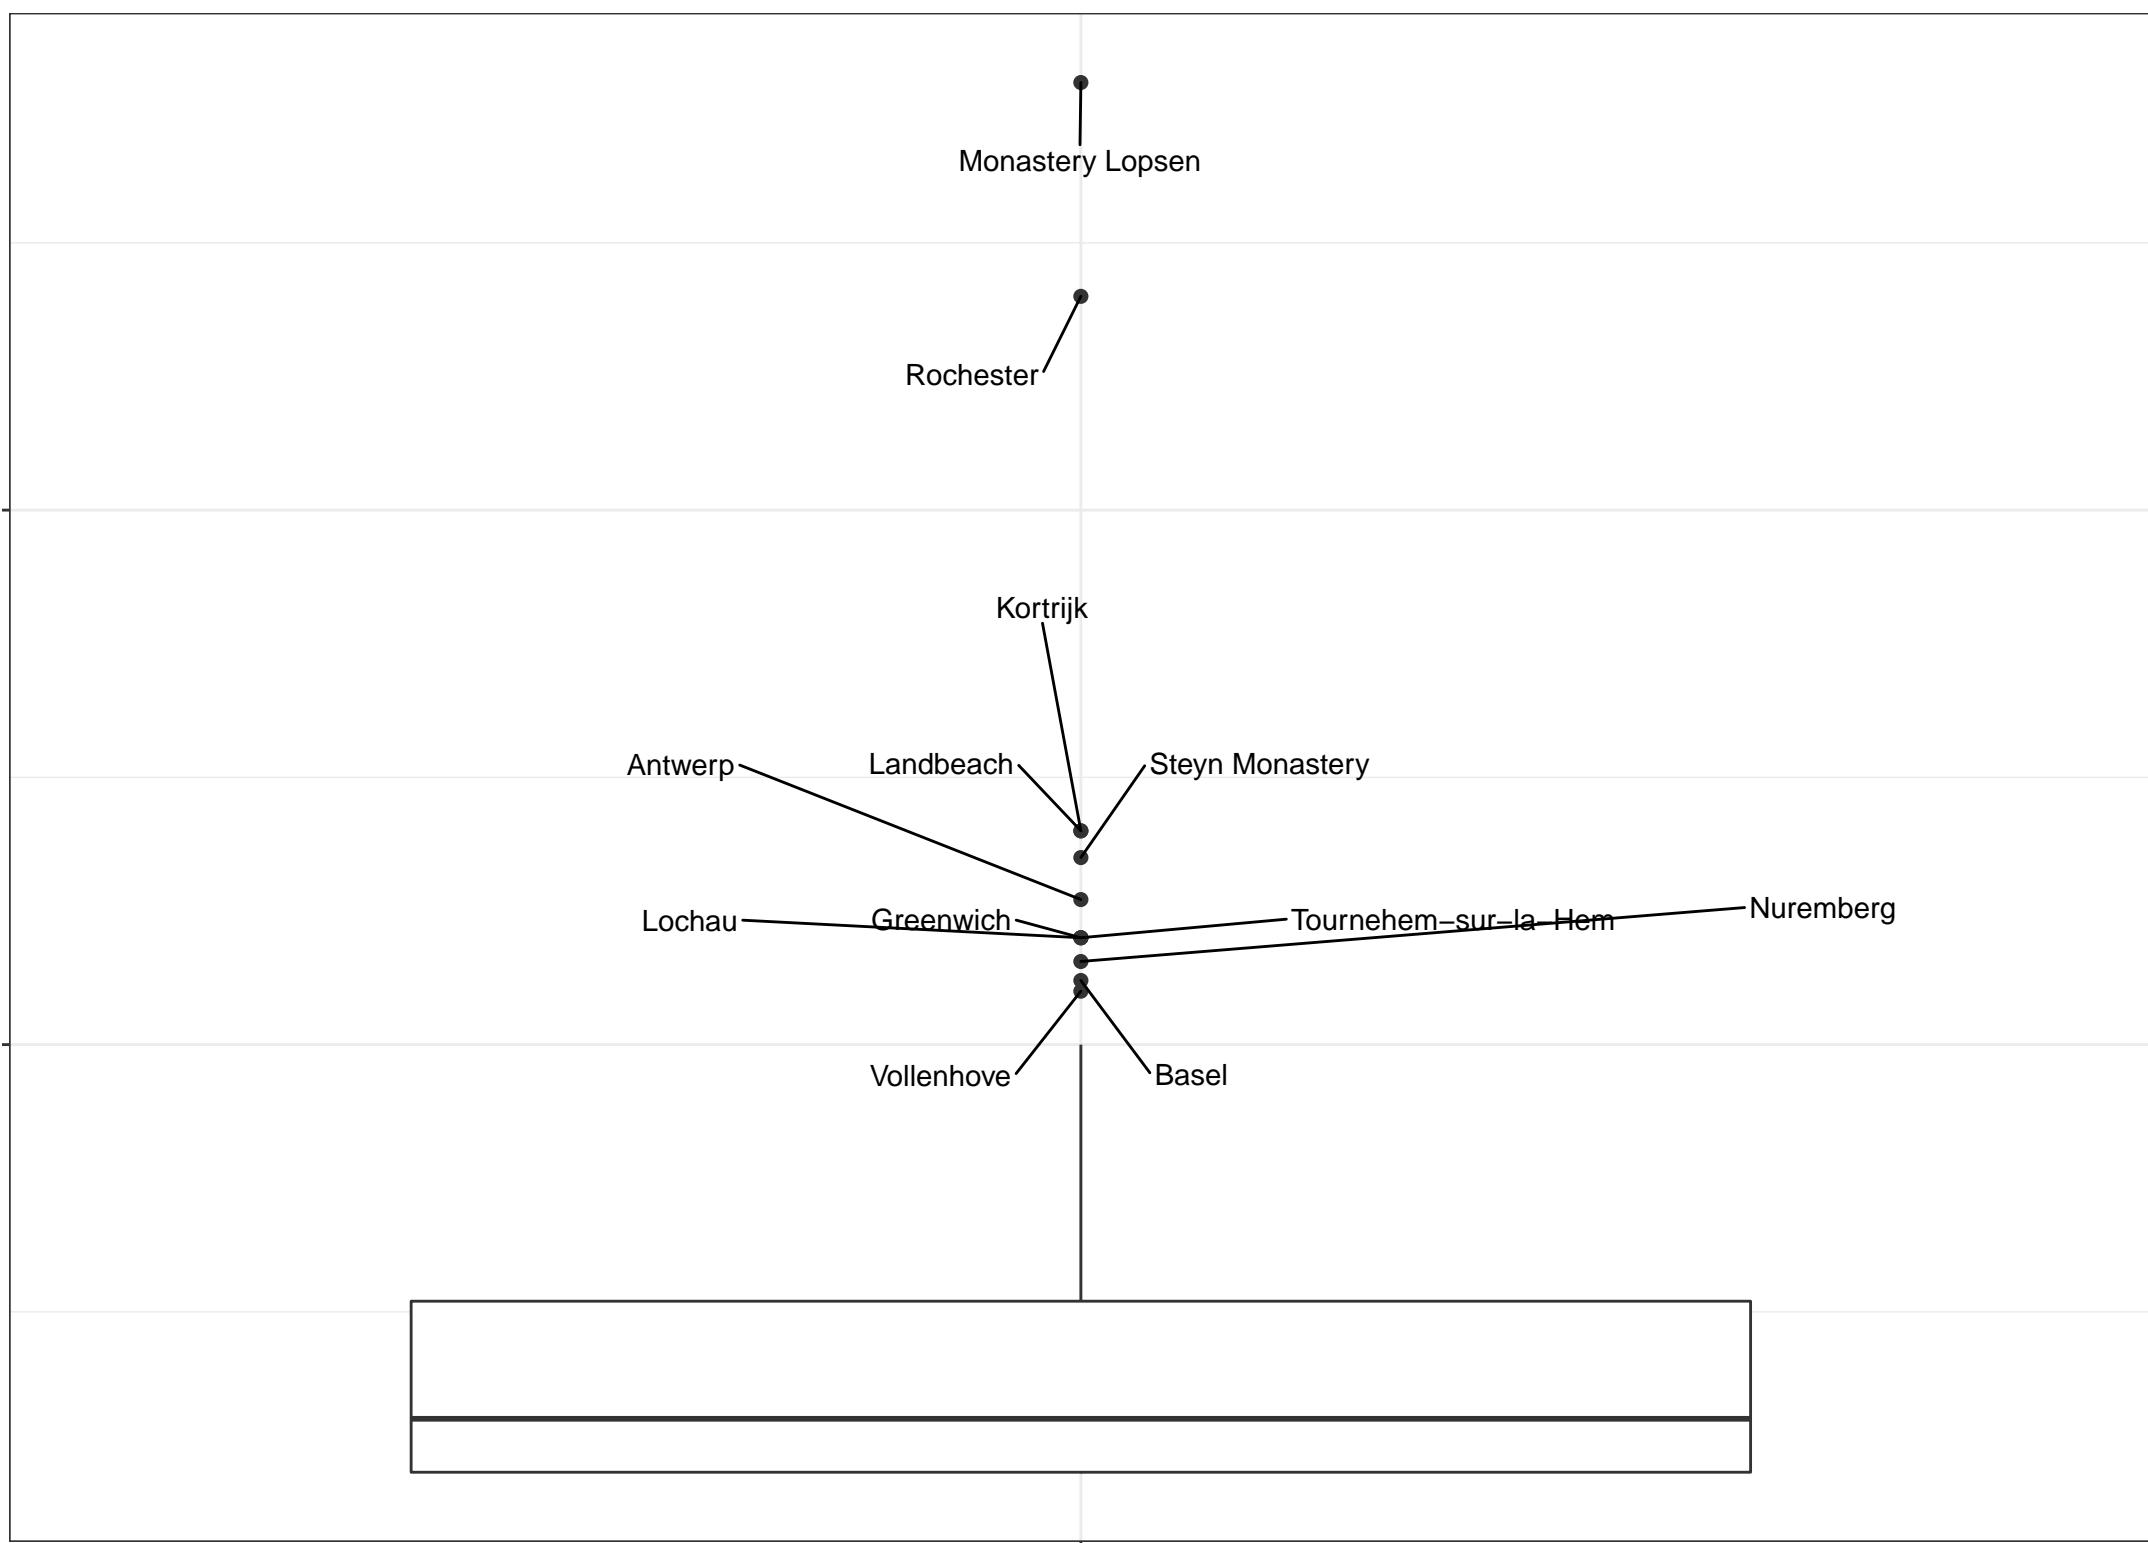 Monastery Lopsen
Rochester
Kortrijk
Antwerp
Landbeach
Steyn Monastery
Lochau
Greenwich
Tournehem−sur−la−Hem
Nuremberg
Vollenhove
Basel